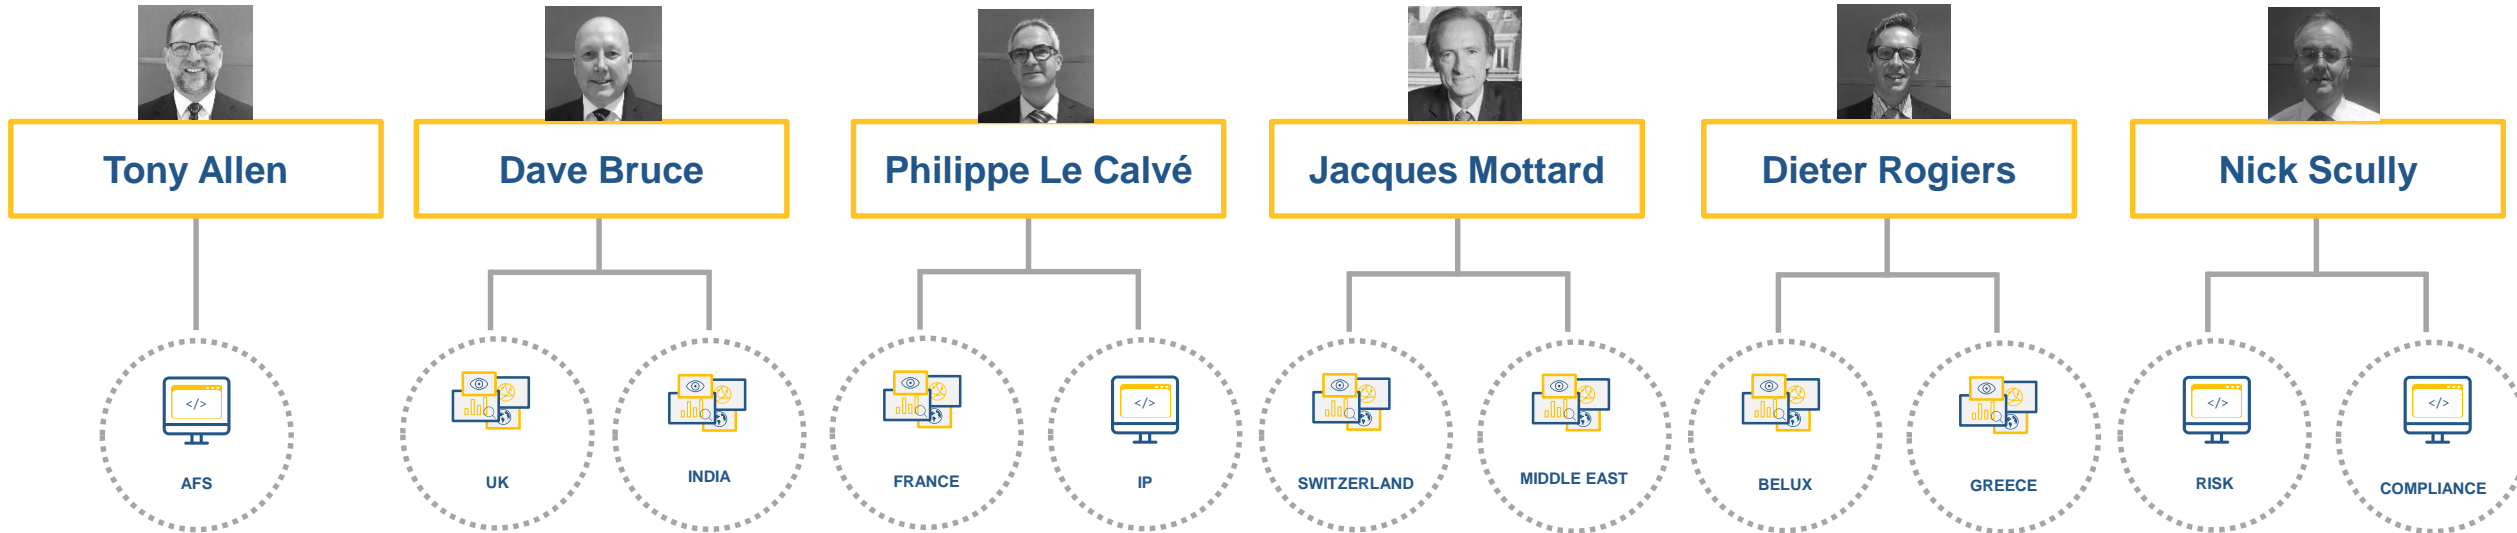 Tony Allen
Dave Bruce
Philippe Le Calvé
Jacques Mottard
Dieter Rogiers
Nick Scully
</>
AFS
UK
INDIA
FRANCE
</>
IP
SWITZERLAND
MIDDLE EAST
BELUX
GREECE
</>
RISK
</>
COMPLIANCE